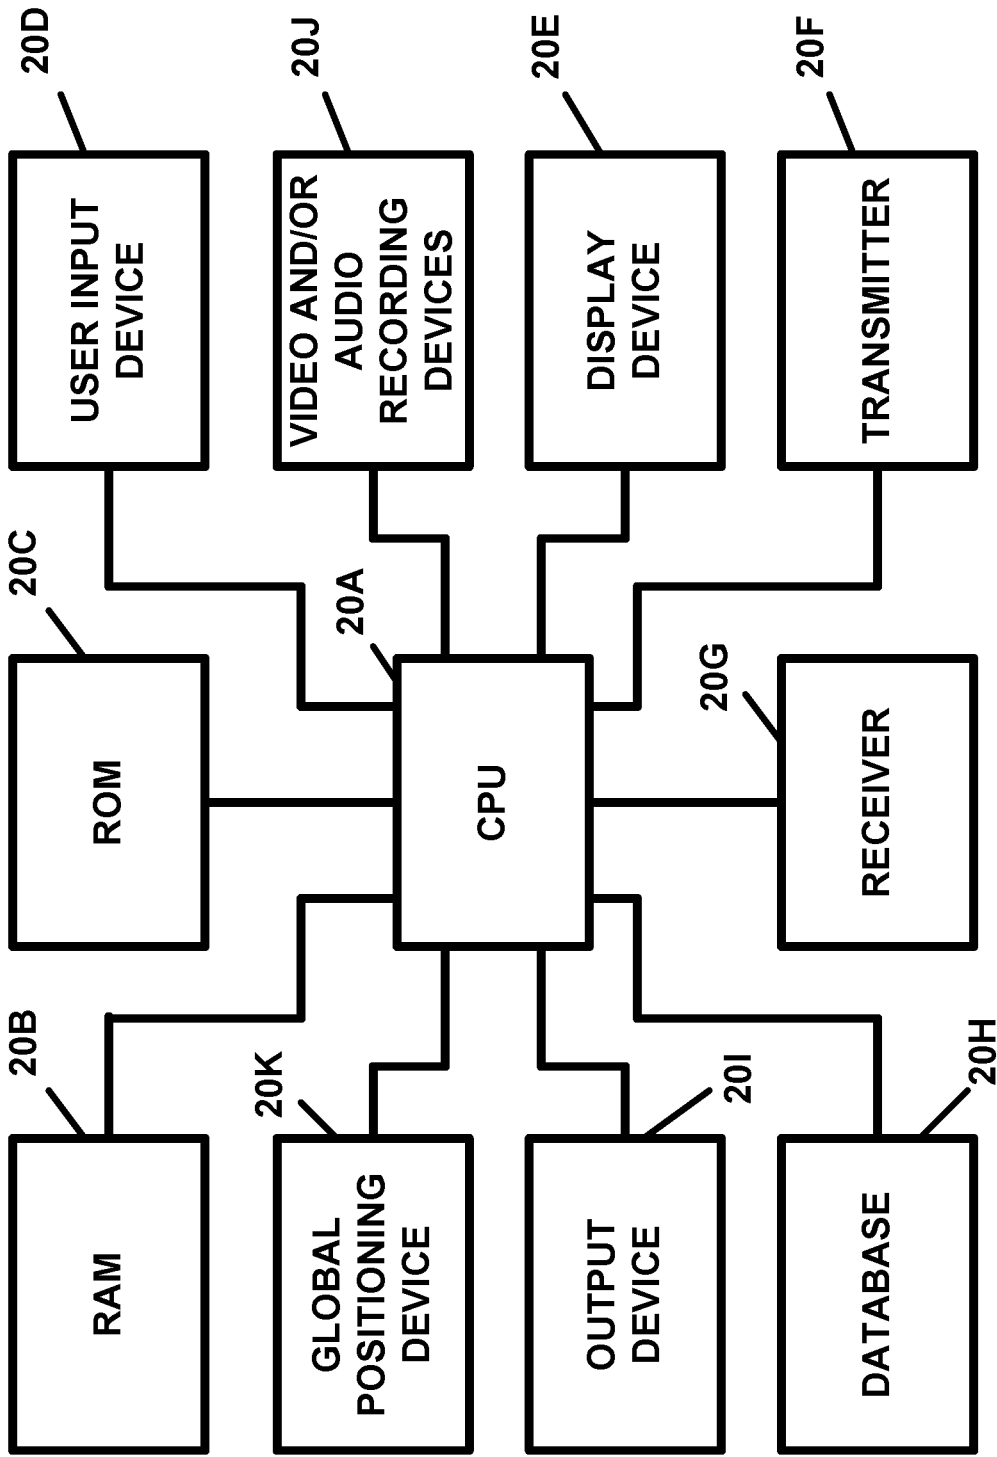 20B
20C
20D
RAM
ROM
USER INPUT
DEVICE
20K
20A
20J
GLOBAL
POSITIONING
DEVICE
CPU
VIDEO AND/OR
AUDIO
RECORDING
DEVICES
20E
OUTPUT
DEVICE
DISPLAY
DEVICE
20I
20G
20F
DATABASE
RECEIVER
TRANSMITTER
20H